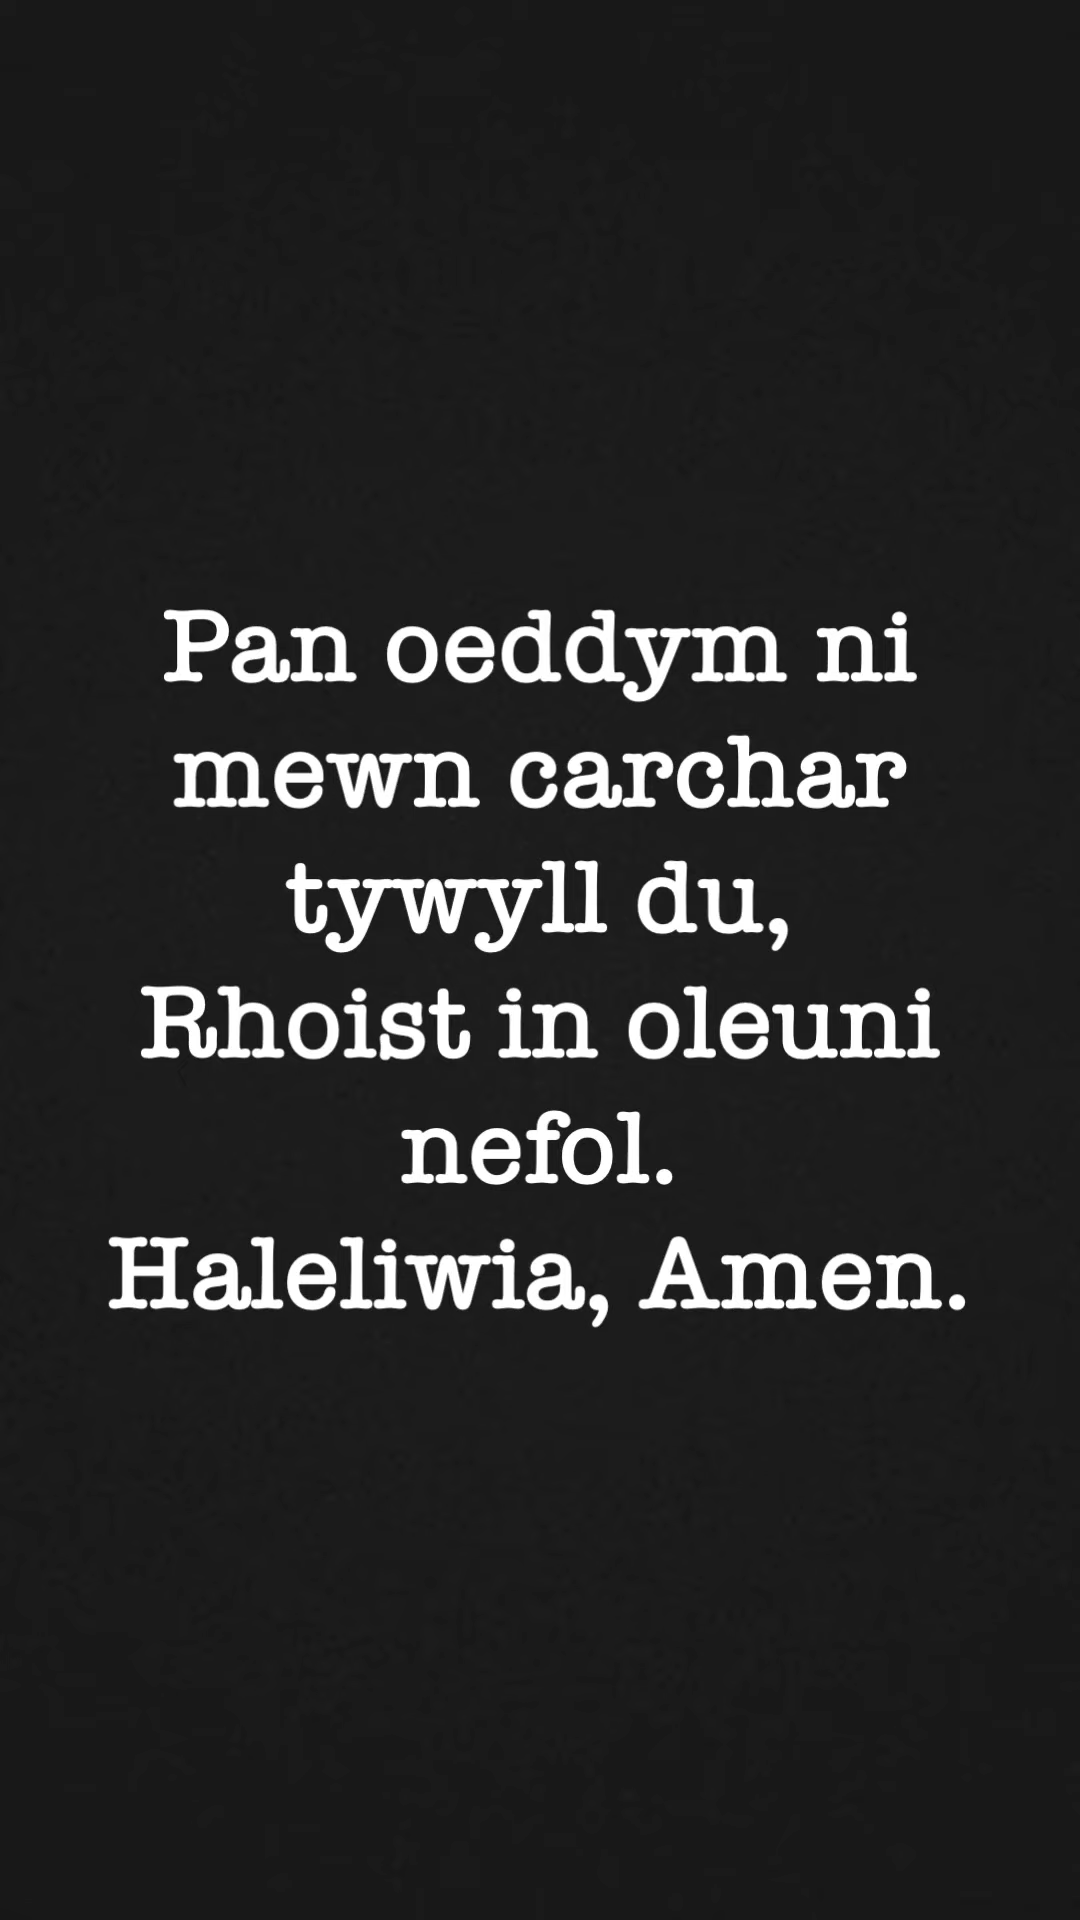 Pan oeddym ni
mewn carchar
tywyll du,
Rhoist in oleuni
nefol.
Haleliwia, Amen.